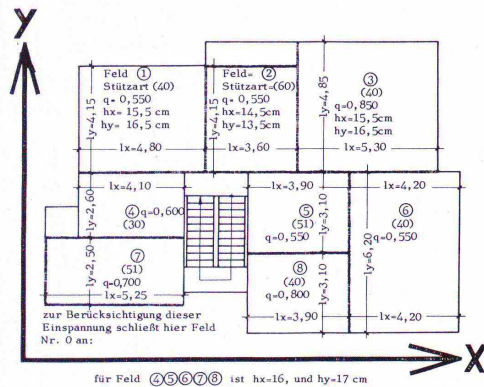 Y
Feld ①
Stützart (40)
q= 0,550
hx= 15,5 cm
hy= 16,5cm
ly=4,15
lx=4,80
Feld= ②
Stützart=(60)
q= 0,550
hx=14,5cm
hy=13,5cm
ly=4,15
lx=3,60
③
(40)
q=0,850
hx=15,5cm
hy=16,5cm
ly=4,85
lx=5,30
lx=4,10
ly=2,60
④ q=0,600
(30)
lx=3,90
⑤
(51)
q=0,550
ly=3,10
lx=4,20
⑥
(40)
q=0,550
ly=6,20
lx=4,20
⑦
(51)
q=0,700
ly=2,50
lx=5,25
⑧
(40)
q=0,800
ly=3,10
lx=3,90
zur Berücksichtigung dieser
Einspannung schließt hier Feld
Nr. 0 an:
X
für Feld ④⑤⑥⑦⑧ ist hx=16, und hy=17 cm